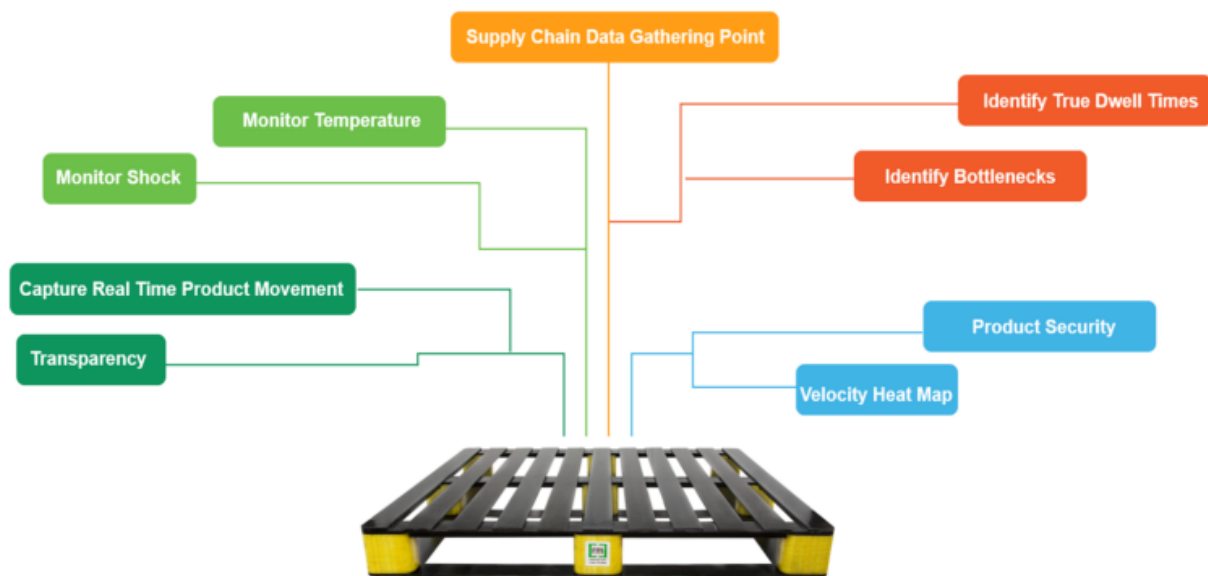 Supply Chain Data Gathering Point
Identify True Dwell Times
Monitor Temperature
Monitor Shock
Identify Bottlenecks
Capture Real Time Product Movement
Product Security
Transparency
Velocity Heat Map